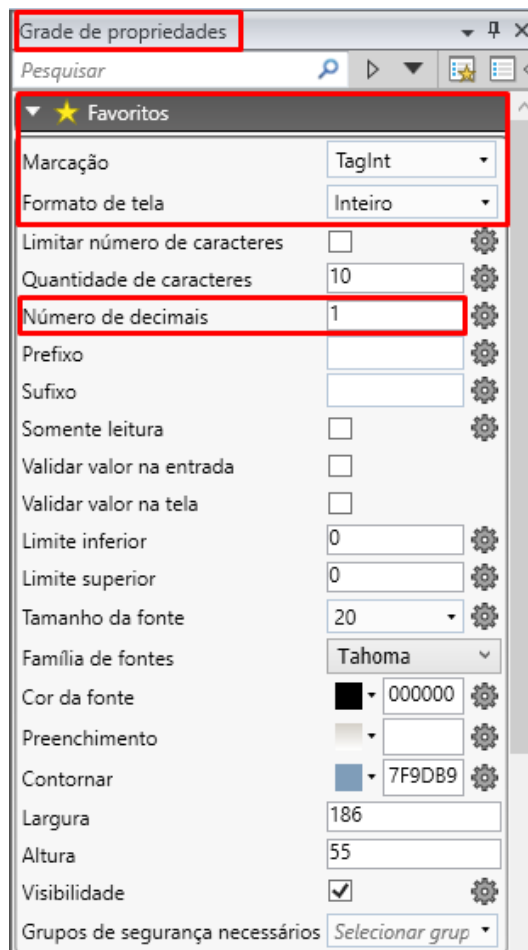 Grade de propriedades
Pesquisar
Favoritos
Marcação TagInt
Formato de tela Inteiro
Limitar número de caracteres
Quantidade de caracteres 10
Número de decimais 1
Prefixo
Sufixo
Somente leitura
Validar valor na entrada
Validar valor na tela
Limite inferior 0
Limite superior 0
Tamanho da fonte 20
Família de fontes Tahoma
Cor da fonte 000000
Preenchimento
Contornar 7F9DB9
Largura 186
Altura 55
Visibilidade
Grupos de segurança necessários Selecionar grup